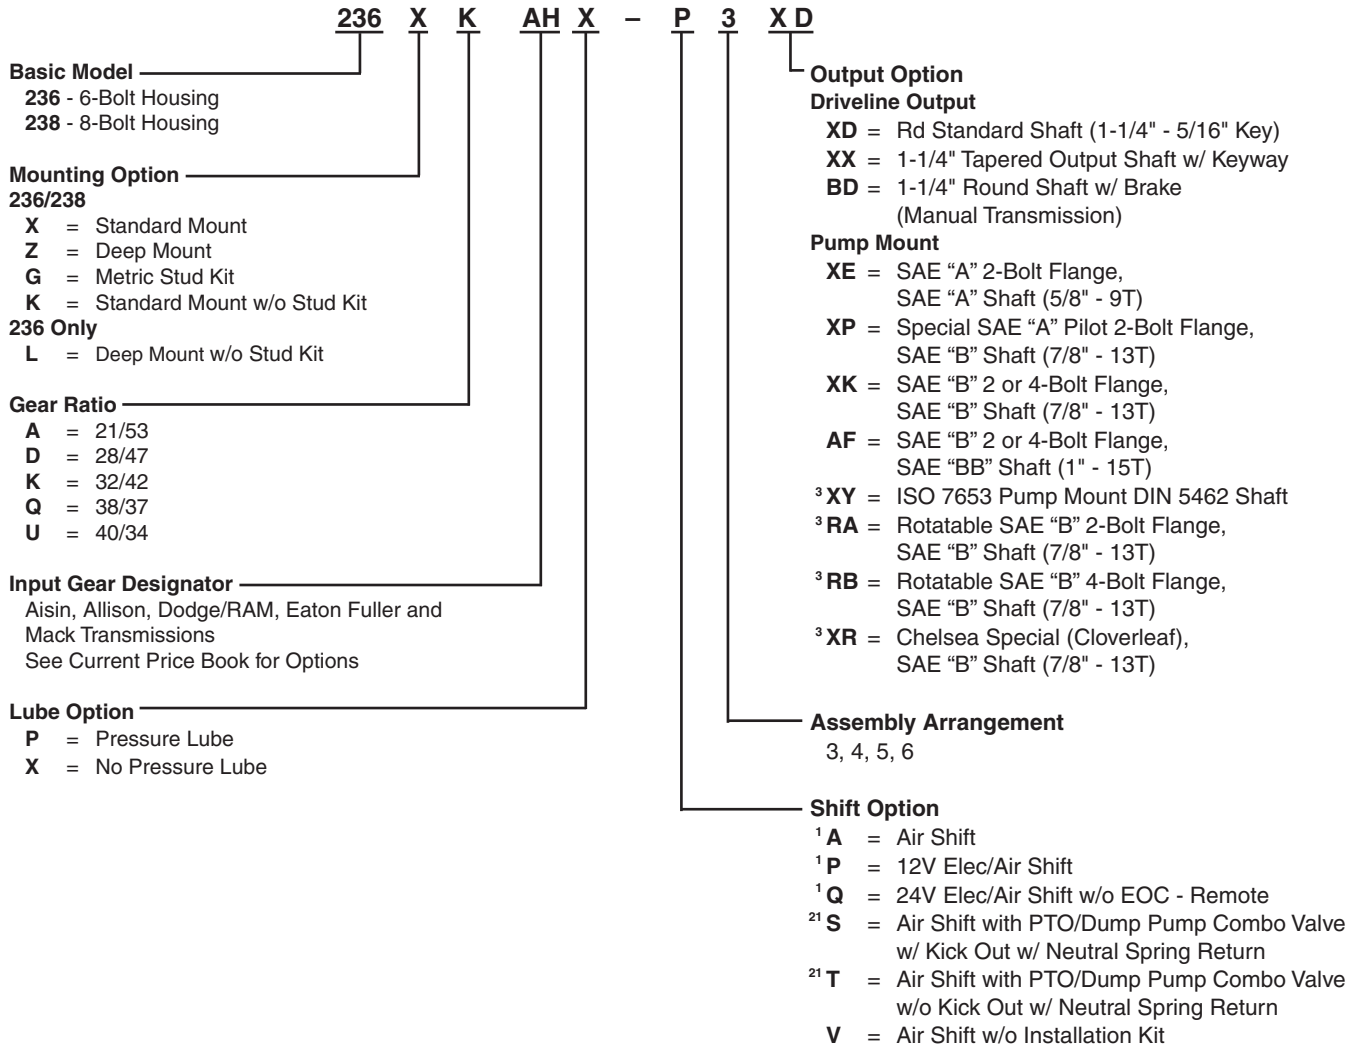 236 X K AH X – P 3 X D
Basic Model
236 - 6-Bolt Housing
238 - 8-Bolt Housing
Mounting Option
236/238
X = Standard Mount
Z = Deep Mount
G = Metric Stud Kit
K = Standard Mount w/o Stud Kit
236 Only
L = Deep Mount w/o Stud Kit
Gear Ratio
A = 21/53
D = 28/47
K = 32/42
Q = 38/37
U = 40/34
Input Gear Designator
Aisin, Allison, Dodge/RAM, Eaton Fuller and
Mack Transmissions
See Current Price Book for Options
Lube Option
P = Pressure Lube
X = No Pressure Lube
Output Option
Driveline Output
XD = Rd Standard Shaft (1-1/4" - 5/16" Key)
XX = 1-1/4" Tapered Output Shaft w/ Keyway
BD = 1-1/4" Round Shaft w/ Brake
(Manual Transmission)
Pump Mount
XE = SAE “A” 2-Bolt Flange,
SAE “A” Shaft (5/8" - 9T)
XP = Special SAE “A” Pilot 2-Bolt Flange,
SAE “B” Shaft (7/8" - 13T)
XK = SAE “B” 2 or 4-Bolt Flange,
SAE “B” Shaft (7/8" - 13T)
AF = SAE “B” 2 or 4-Bolt Flange,
SAE “BB” Shaft (1" - 15T)
³ XY = ISO 7653 Pump Mount DIN 5462 Shaft
³ RA = Rotatable SAE “B” 2-Bolt Flange,
SAE “B” Shaft (7/8" - 13T)
³ RB = Rotatable SAE “B” 4-Bolt Flange,
SAE “B” Shaft (7/8" - 13T)
³ XR = Chelsea Special (Cloverleaf),
SAE “B” Shaft (7/8" - 13T)
Assembly Arrangement
3, 4, 5, 6
Shift Option
¹ A = Air Shift
¹ P = 12V Elec/Air Shift
¹ Q = 24V Elec/Air Shift w/o EOC - Remote
²¹ S = Air Shift with PTO/Dump Pump Combo Valve
w/ Kick Out w/ Neutral Spring Return
²¹ T = Air Shift with PTO/Dump Pump Combo Valve
w/o Kick Out w/ Neutral Spring Return
V = Air Shift w/o Installation Kit